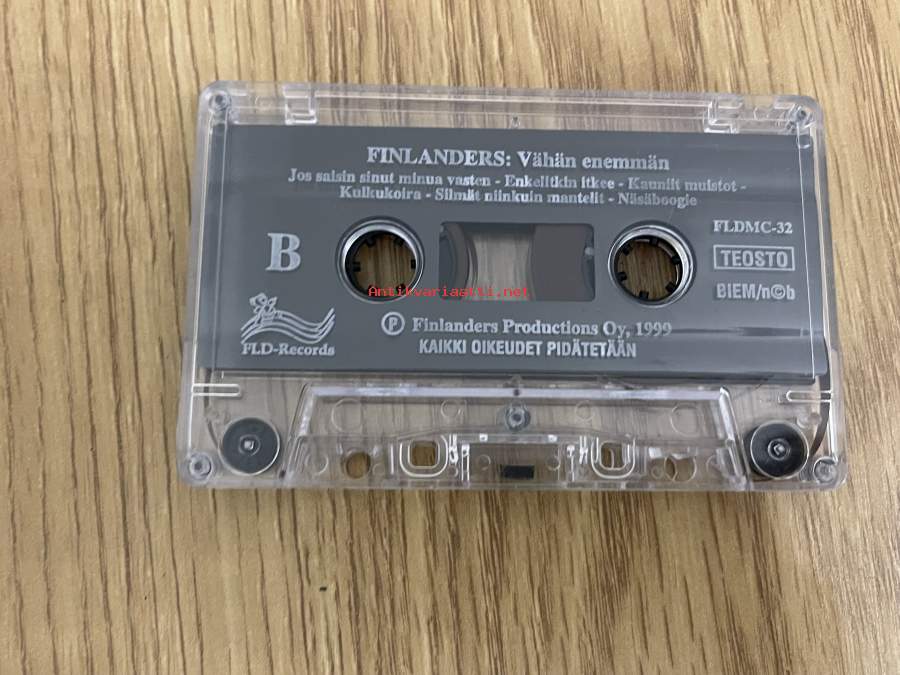 FINLANDERS: Vähän enemmän
Jos saisin sinut minua vasten - Enkelitkin itkee - Kauniit muistot -
Kulkukoira - Silmät niinkuin mantelit - Näsäboogie
FLDMC-32
B
TEOSTO
BIEM/n©b
Antikvariaatti.net
FLD-Records
Ⓟ Finlanders Productions Oy, 1999
KAIKKI OIKEUDET PIDÄTETÄÄN